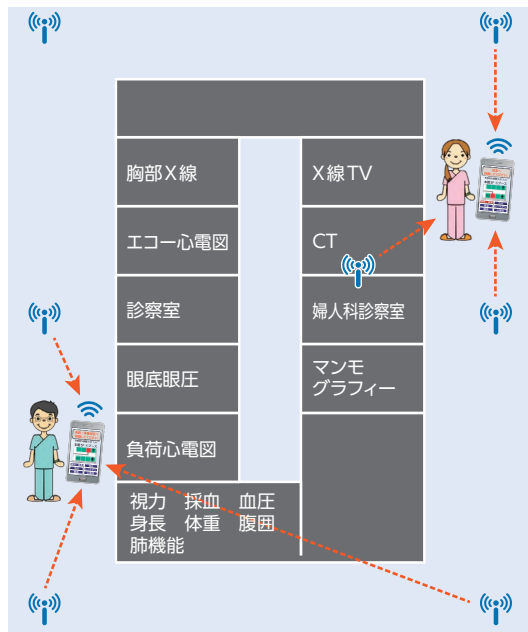 胸部X線
X線TV
エコー心電図
CT
診察室
婦人科診察室
眼底眼圧
マンモ
グラフィー
負荷心電図
視力 採血 血圧
身長 体重 腹囲
肺機能